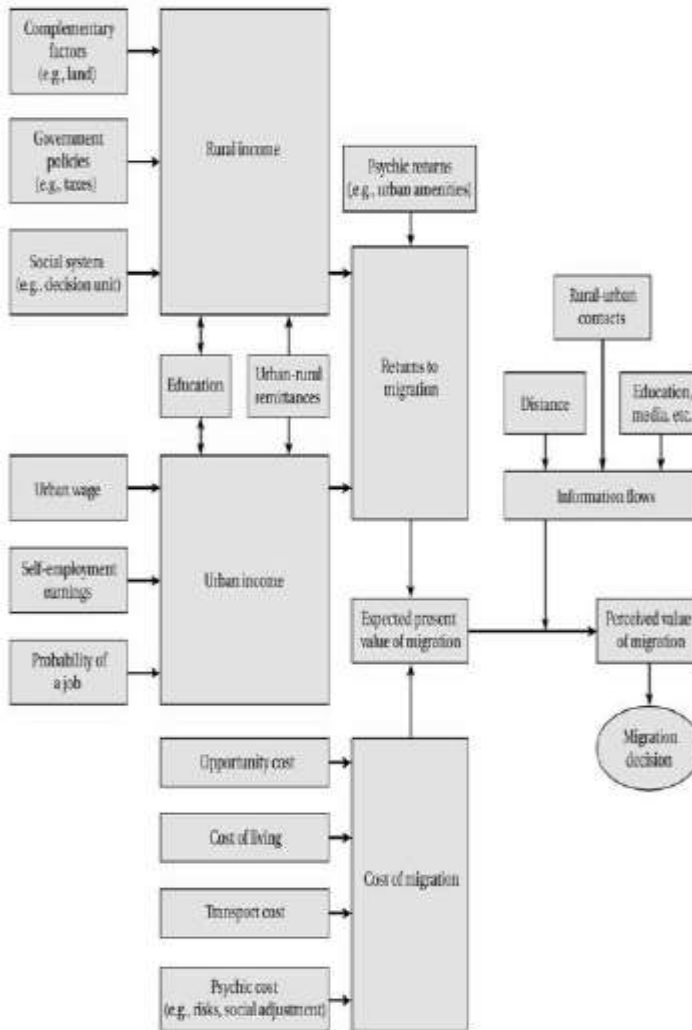 Complementary
factors
(e.g., land)
Government
policies
(e.g., taxes)
Social system
(e.g., decision unit)
Rural income
Psychic returns
(e.g., urban amenities)
Education
Urban-rural
remittances
Returns to
migration
Rural-urban
contacts
Distance
Education,
media, etc.
Information flows
Urban wage
Self-employment
earnings
Probability of
a job
Urban income
Expected present
value of migration
Perceived value
of migration
Migration
decision
Opportunity cost
Cost of living
Transport cost
Psychic cost
(e.g., risks, social adjustment)
Cost of migration